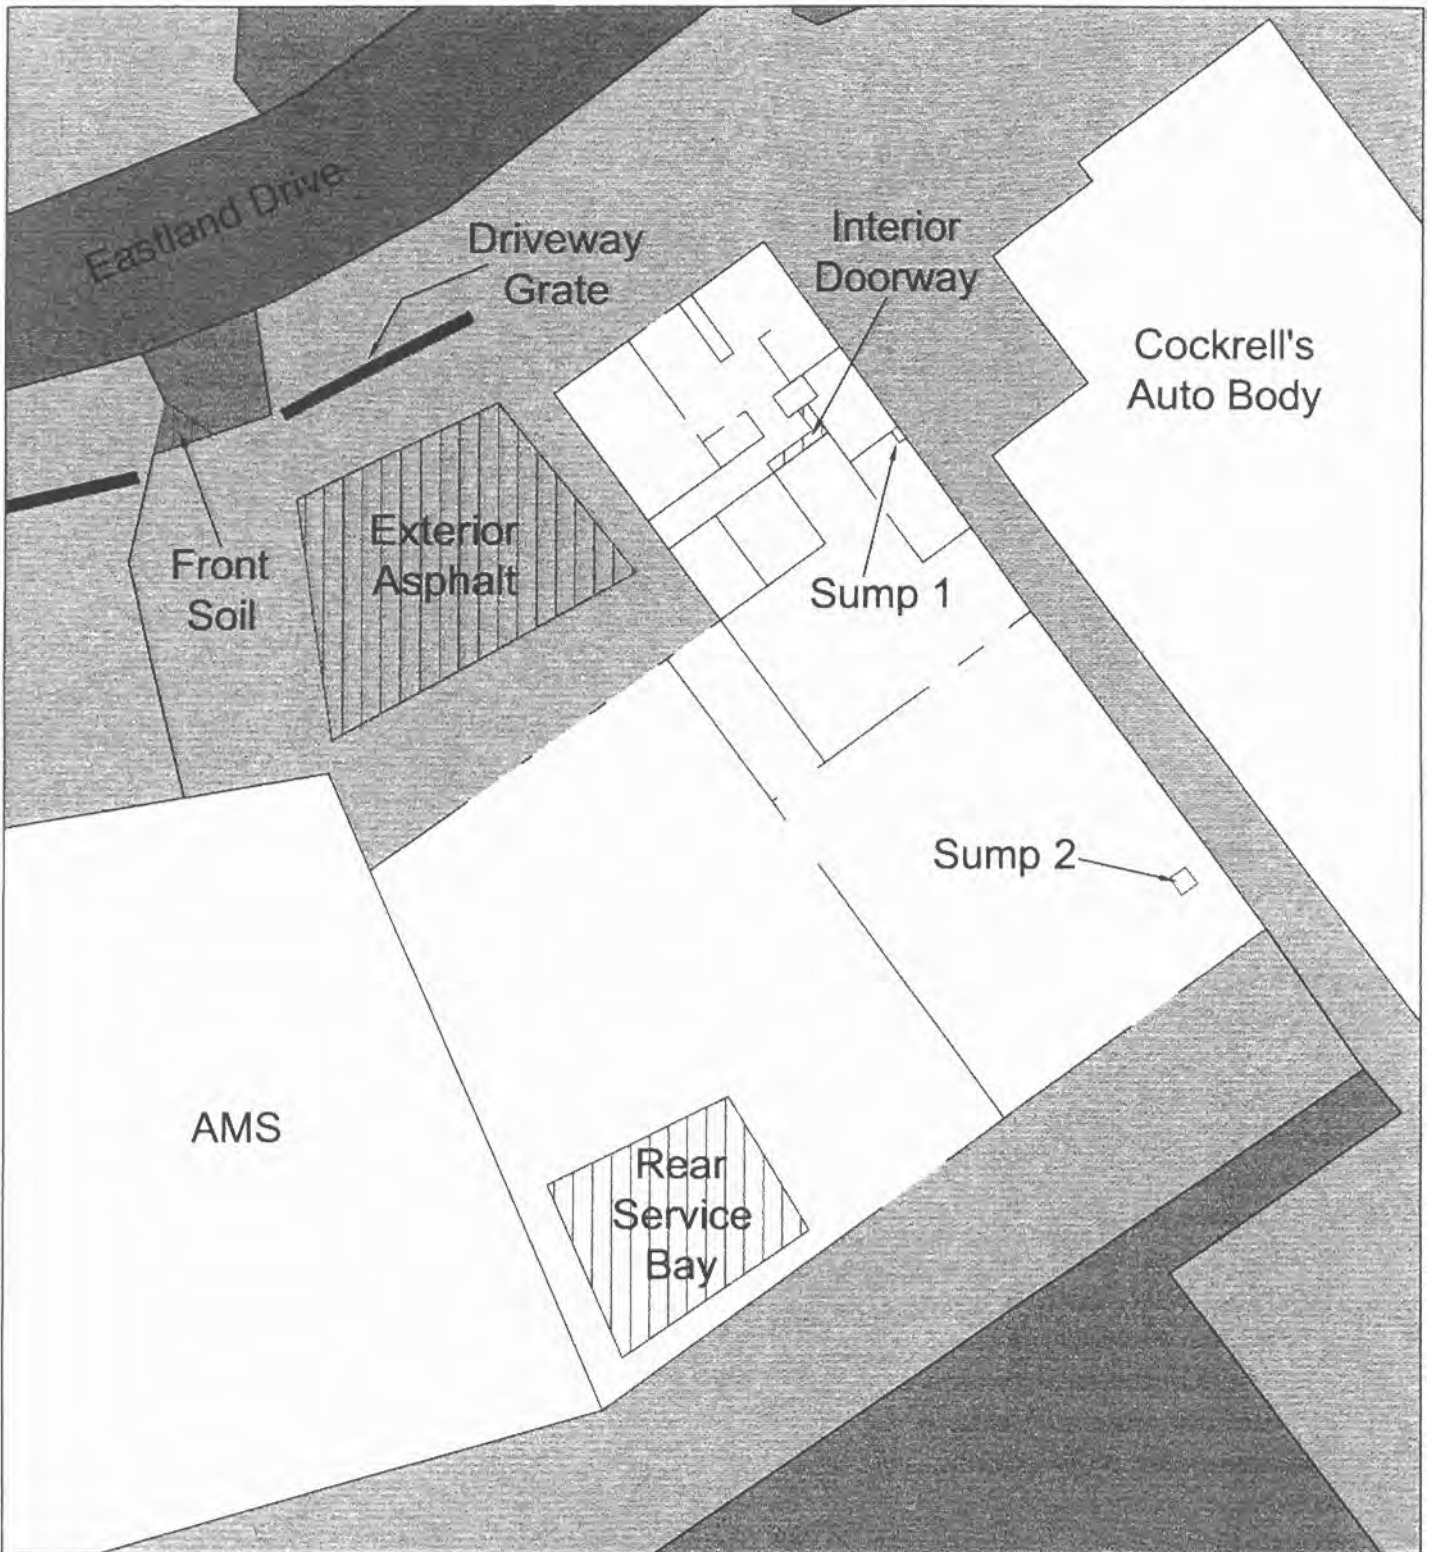 Eastland Drive
Driveway
Grate
Interior
Doorway
Cockrell's
Auto Body
Exterior
Asphalt
Front
Soil
Sump 1
Sump 2
AMS
Rear
Service
Bay